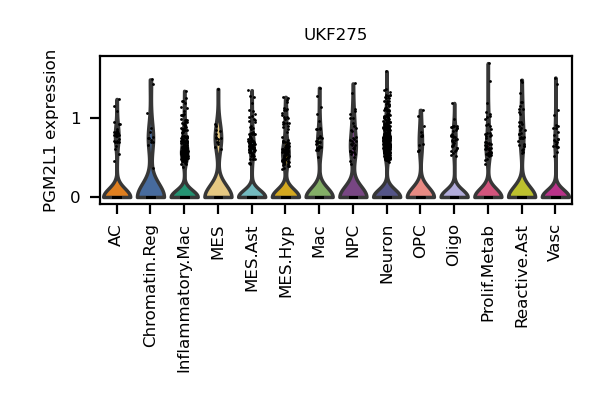 UKF275
PGM2L1 expression
1
0
AC
Chromatin.Reg
Inflammatory.Mac
MES
MES.Ast
MES.Hyp
Mac
NPC
Neuron
OPC
Oligo
Prolif.Metab
Reactive.Ast
Vasc